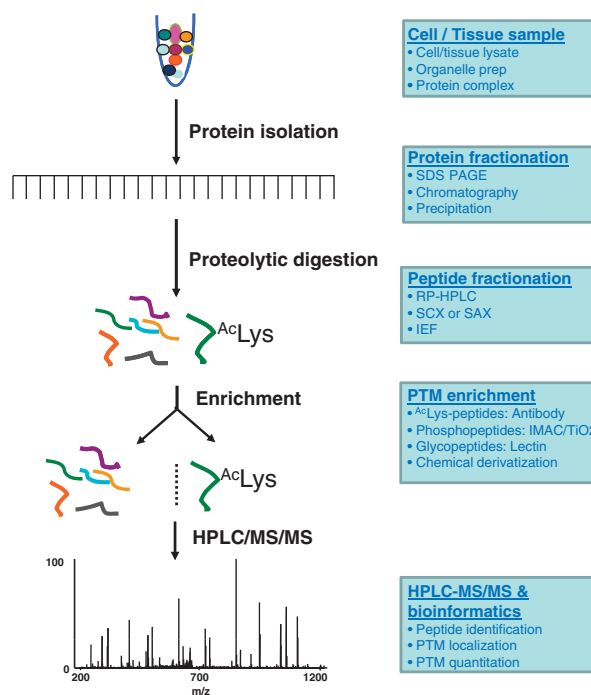 Cell / Tissue sample
• Cell/tissue lysate
• Organelle prep
• Protein complex
Protein isolation
Protein fractionation
• SDS PAGE
• Chromatography
• Precipitation
Proteolytic digestion
Peptide fractionation
• RP-HPLC
• SCX or SAX
• IEF
AcLys
Enrichment
PTM enrichment
• AcLys-peptides: Antibody
• Phosphopeptides: IMAC/TiO2
• Glycopeptides: Lectin
• Chemical derivatization
AcLys
HPLC/MS/MS
HPLC-MS/MS &
bioinformatics
• Peptide identification
• PTM localization
• PTM quantitation
100
0
200 700 1200
m/z